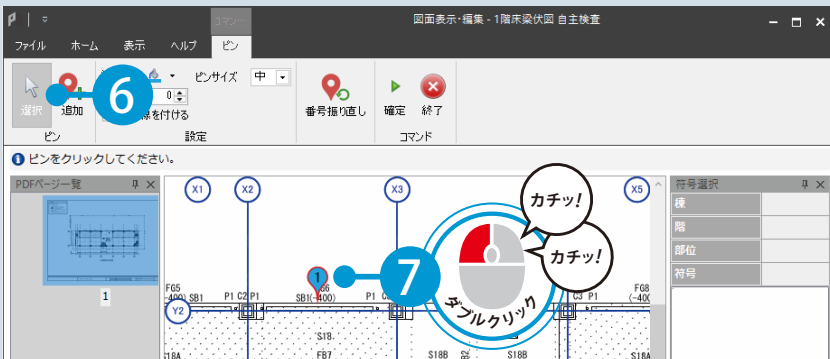 コマン…
図面表示・編集 - 1階床梁伏図 自主検査
ファイル ホーム 表示 ヘルプ ピン
選択 追加
6
ピンサイズ 中
0
線を付ける
番号振り直し 確定 終了
ピン 設定 コマンド
ピンをクリックしてください。
PDFページ一覧
1
X1 X2 X3 X5
カチッ!
カチッ!
ダブルクリック
1
7
FG5 G6 FG8
-400) SB1 P1 C2 P1 SB1(-400) P1 C3 P1 (-400
Y2
S18
S18A FB7 S18B S18B S18A
符号選択
棟
階
部位
符号